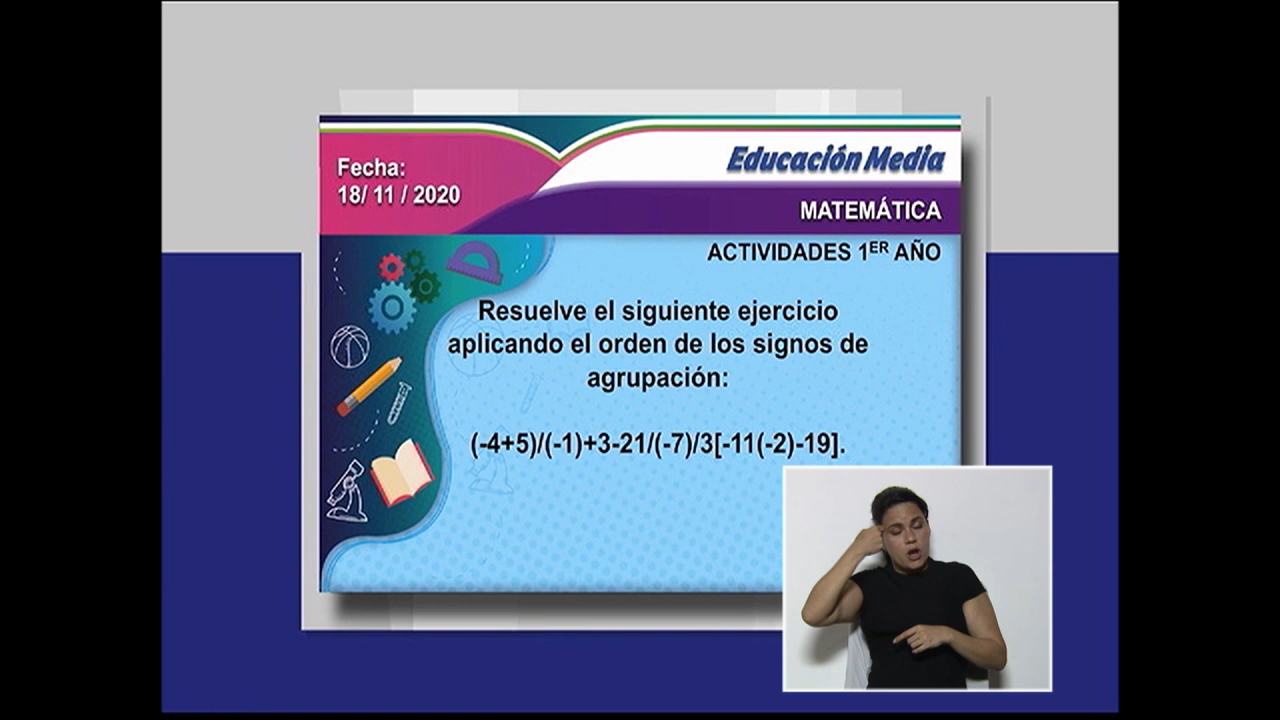 Fecha:
18/ 11 / 2020
Educación Media
MATEMÁTICA
ACTIVIDADES 1ER AÑO
Resuelve el siguiente ejercicio
aplicando el orden de los signos de
agrupación:
(-4+5)/(-1)+3-21/(-7)/3[-11(-2)-19].